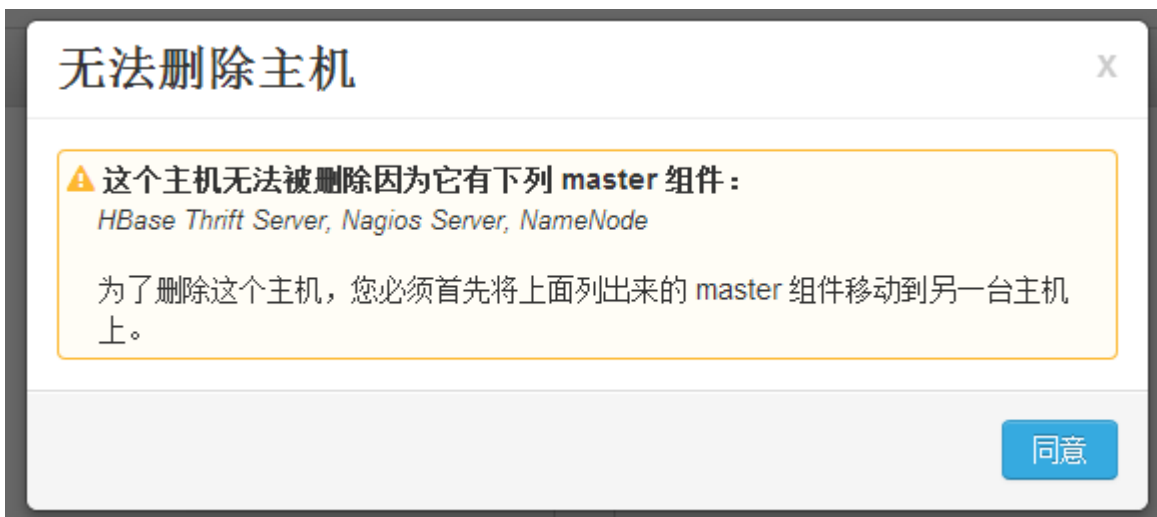 无法删除主机
x
这个主机无法被删除因为它有下列 master 组件：
HBase Thrift Server, Nagios Server, NameNode
为了删除这个主机，您必须首先将上面列出来的 master 组件移动到另一台主机
上。
同意